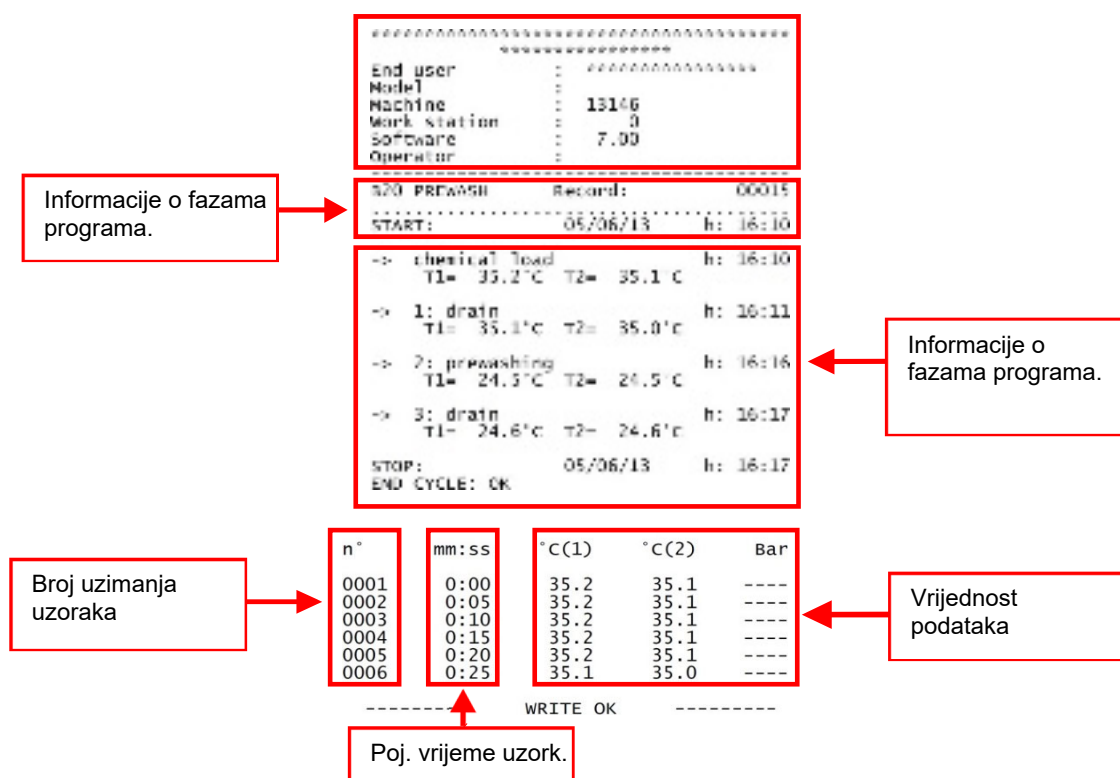 End user :
Model :
Machine : 13146
Work station : 0
Software : 7.00
Operator :
PREWASH Record: 00015
START: 05/06/13 h: 16:10
Informacije o fazama
programa.
-> chemical load h: 16:10
T1= 35.2°C T2= 35.1°C
-> 1: drain h: 16:11
T1= 35.1°C T2= 35.0°C
-> 2: prewashing h: 16:16
T1= 24.5°C T2= 24.5°C
-> 3: drain h: 16:17
T1= 24.6°C T2= 24.6°C
STOP: 05/06/13 h: 16:17
END CYCLE: OK
Informacije o
fazama programa.
n° mm:ss °C(1) °C(2) Bar
0001 0:00 35.2 35.1 ----
0002 0:05 35.2 35.1 ----
0003 0:10 35.2 35.1 ----
0004 0:15 35.2 35.1 ----
0005 0:20 35.2 35.1 ----
0006 0:25 35.1 35.0 ----
Broj uzimanja
uzoraka
Vrijednost
podataka
WRITE OK
Poj. vrijeme uzork.